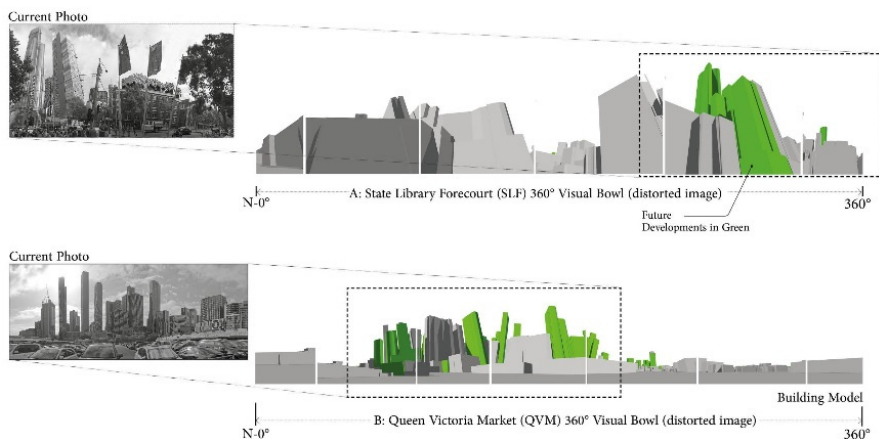 Current Photo
A: State Library Forecourt (SLF) 360° Visual Bowl (distorted image)
N-0°
360°
Future
Developments in Green
Current Photo
Building Model
B: Queen Victoria Market (QVM) 360° Visual Bowl (distorted image)
N-0°
360°